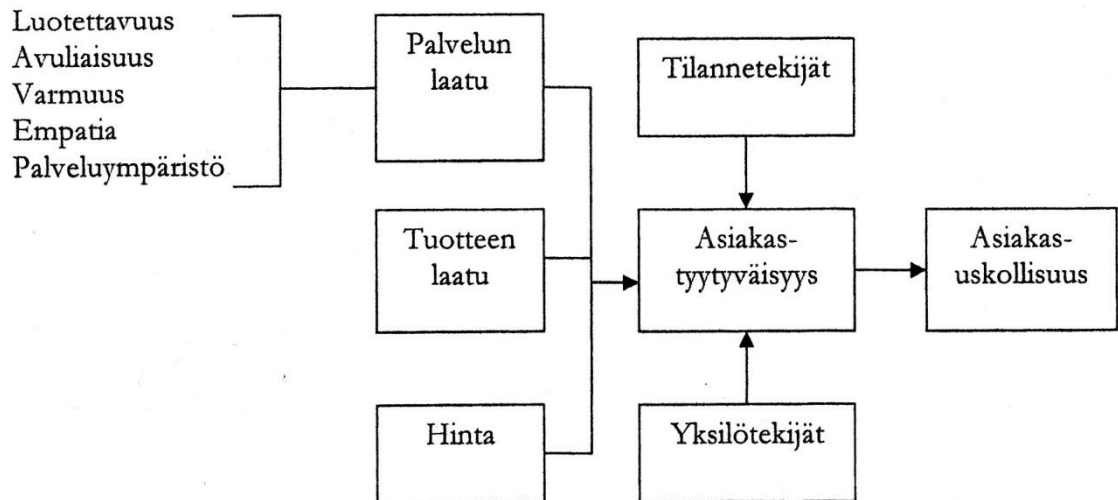 Luotettavuus
Avuliaisuus
Varmuus
Empatia
Palveluympäristö
Palvelun
laatu
Tuotteen
laatu
Hinta
Tilannetekijät
Asiakas-
tyytyväisyys
Yksilötekijät
Asiakas-
uskollisuus